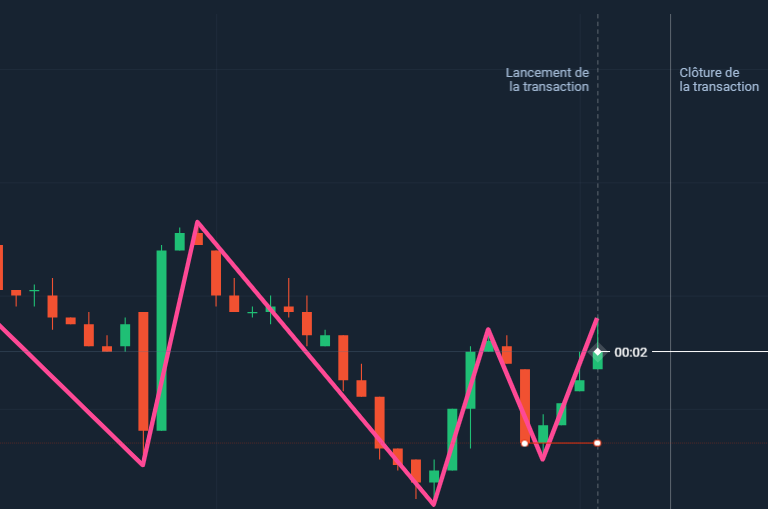 Lancement de
la transaction
Clôture de
la transaction
00:02